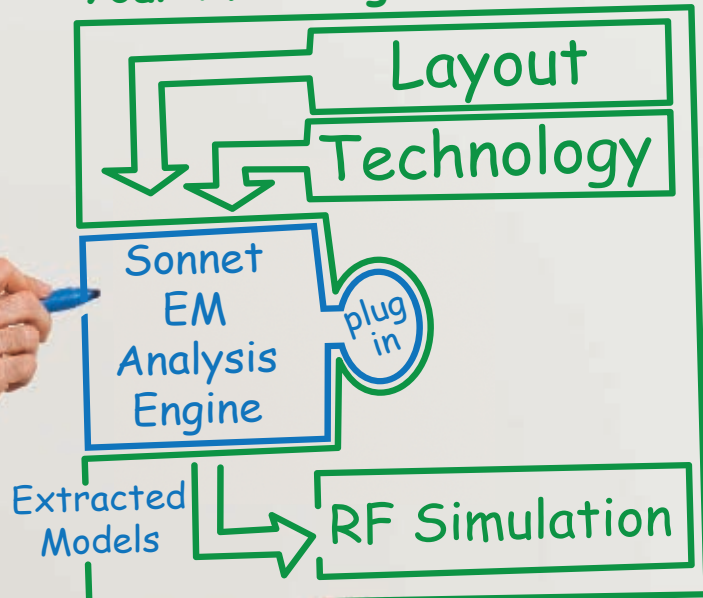 Layout
Technology
Sonnet
EM
Analysis
Engine
plug
in
Extracted
Models
RF Simulation